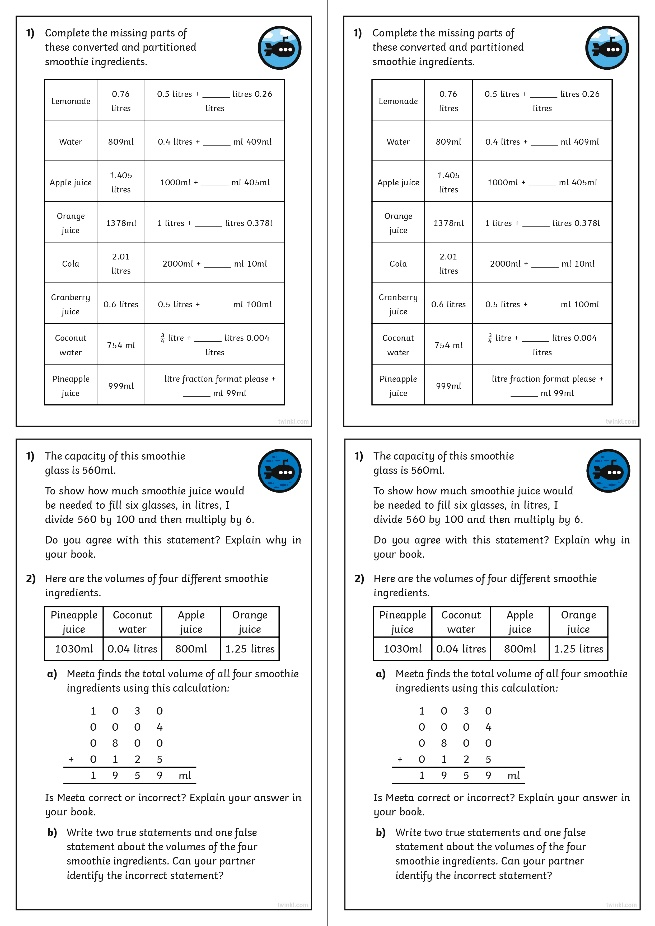 1) Complete the missing parts of
these converted and partitioned
smoothie ingredients.
Lemonade
0.76
litres
0.5 litres + _____ litres 0.26
litres
Water
809ml
0.4 litres + _____ ml 409ml
Apple juice
1.405
litres
1000ml + _____ ml 405ml
Orange
juice
1378ml
1 litres + _____ litres 0.378l
Cola
2.01
litres
2000ml + _____ ml 10ml
Cranberry
juice
0.6 litres
0.5 litres + ml 100ml
Coconut
water
754 ml
3/4 litre + _____ litres 0.004
litres
Pineapple
juice
999ml
litre fraction format please +
_____ ml 99ml
twinkl.com
1) Complete the missing parts of
these converted and partitioned
smoothie ingredients.
Lemonade
0.76
litres
0.5 litres + _____ litres 0.26
litres
Water
809ml
0.4 litres + _____ ml 409ml
Apple juice
1.405
litres
1000ml + _____ ml 405ml
Orange
juice
1378ml
1 litres + _____ litres 0.378l
Cola
2.01
litres
2000ml + _____ ml 10ml
Cranberry
juice
0.6 litres
0.5 litres + ml 100ml
Coconut
water
754 ml
3/4 litre + _____ litres 0.004
litres
Pineapple
juice
999ml
litre fraction format please +
_____ ml 99ml
twinkl.com
1) The capacity of this smoothie
glass is 560ml.
To show how much smoothie juice would
be needed to fill six glasses, in litres, I
divide 560 by 100 and then multiply by 6.
Do you agree with this statement? Explain why in
your book.
2) Here are the volumes of four different smoothie
ingredients.
Pineapple
juice
Coconut
water
Apple
juice
Orange
juice
1030ml 0.04 litres 800ml 1.25 litres
a) Meeta finds the total volume of all four smoothie
ingredients using this calculation:
1 0 3 0
0 0 0 4
0 8 0 0
+ 0 1 2 5
1 9 5 9 ml
Is Meeta correct or incorrect? Explain your answer in
your book.
b) Write two true statements and one false
statement about the volumes of the four
smoothie ingredients. Can your partner
identify the incorrect statement?
twinkl.com
1) The capacity of this smoothie
glass is 560ml.
To show how much smoothie juice would
be needed to fill six glasses, in litres, I
divide 560 by 100 and then multiply by 6.
Do you agree with this statement? Explain why in
your book.
2) Here are the volumes of four different smoothie
ingredients.
Pineapple
juice
Coconut
water
Apple
juice
Orange
juice
1030ml 0.04 litres 800ml 1.25 litres
a) Meeta finds the total volume of all four smoothie
ingredients using this calculation:
1 0 3 0
0 0 0 4
0 8 0 0
+ 0 1 2 5
1 9 5 9 ml
Is Meeta correct or incorrect? Explain your answer in
your book.
b) Write two true statements and one false
statement about the volumes of the four
smoothie ingredients. Can your partner
identify the incorrect statement?
twinkl.com